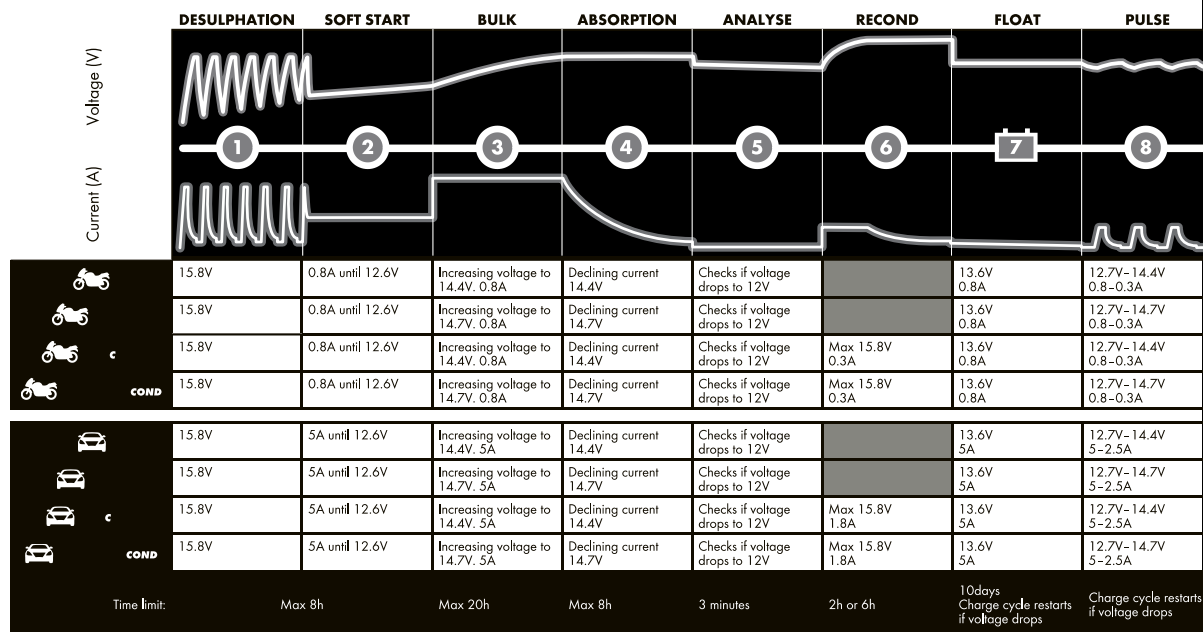 DESULPHATION SOFT START BULK ABSORPTION ANALYSE RECOND FLOAT PULSE
Voltage (V)
1 2 3 4 5 6 7 8
Current (A)
15.8V 0.8A until 12.6V Increasing voltage to Declining current Checks if voltage 13.6V 12.7V–14.4V
14.4V. 0.8A 14.4V drops to 12V 0.8A 0.8–0.3A
15.8V 0.8A until 12.6V Increasing voltage to Declining current Checks if voltage 13.6V 12.7V–14.7V
14.7V. 0.8A 14.7V drops to 12V 0.8A 0.8–0.3A
C 15.8V 0.8A until 12.6V Increasing voltage to Declining current Checks if voltage Max 15.8V 13.6V 12.7V–14.4V
14.4V. 0.8A 14.4V drops to 12V 0.3A 0.8A 0.8–0.3A
COND 15.8V 0.8A until 12.6V Increasing voltage to Declining current Checks if voltage Max 15.8V 13.6V 12.7V–14.7V
14.7V. 0.8A 14.7V drops to 12V 0.3A 0.8A 0.8–0.3A
15.8V 5A until 12.6V Increasing voltage to Declining current Checks if voltage 13.6V 12.7V–14.4V
14.4V. 5A 14.4V drops to 12V 5A 5–2.5A
15.8V 5A until 12.6V Increasing voltage to Declining current Checks if voltage 13.6V 12.7V–14.7V
14.7V. 5A 14.7V drops to 12V 5A 5–2.5A
C 15.8V 5A until 12.6V Increasing voltage to Declining current Checks if voltage Max 15.8V 13.6V 12.7V–14.4V
14.4V. 5A 14.4V drops to 12V 1.8A 5A 5–2.5A
COND 15.8V 5A until 12.6V Increasing voltage to Declining current Checks if voltage Max 15.8V 13.6V 12.7V–14.7V
14.7V. 5A 14.7V drops to 12V 1.8A 5A 5–2.5A
Time limit: Max 8h Max 20h Max 8h 3 minutes 2h or 6h
10days
Charge cycle restarts
if voltage drops
Charge cycle restarts
if voltage drops